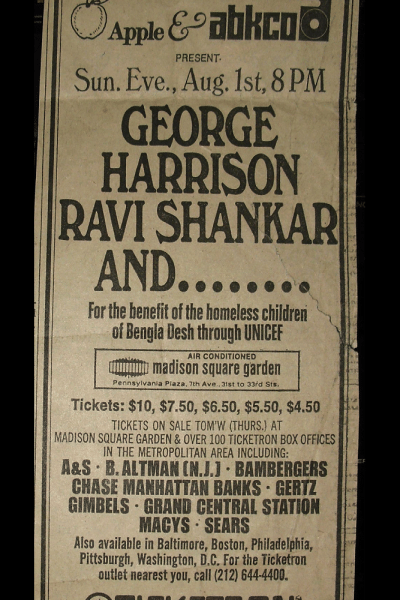 Apple & abkco
PRESENT
Sun. Eve., Aug. 1st, 8 PM
GEORGE
HARRISON
RAVI SHANKAR
AND.........
For the benefit of the homeless children
of Bengla Desh through UNICEF
AIR CONDITIONED
madison square garden
Pennsylvania Plaza, 7th Ave., 31st to 33rd Sts.
Tickets: $10, $7.50, $6.50, $5.50, $4.50
TICKETS ON SALE TOM'W (THURS.) AT
MADISON SQUARE GARDEN & OVER 100 TICKETRON BOX OFFICES
IN THE METROPOLITAN AREA INCLUDING:
A&S · B. ALTMAN (N.J.) · BAMBERGERS
CHASE MANHATTAN BANKS · GERTZ
GIMBELS · GRAND CENTRAL STATION
MACYS · SEARS
Also available in Baltimore, Boston, Philadelphia,
Pittsburgh, Washington, D.C. For the Ticketron
outlet nearest you, call (212) 644-4400.
TICKETRON